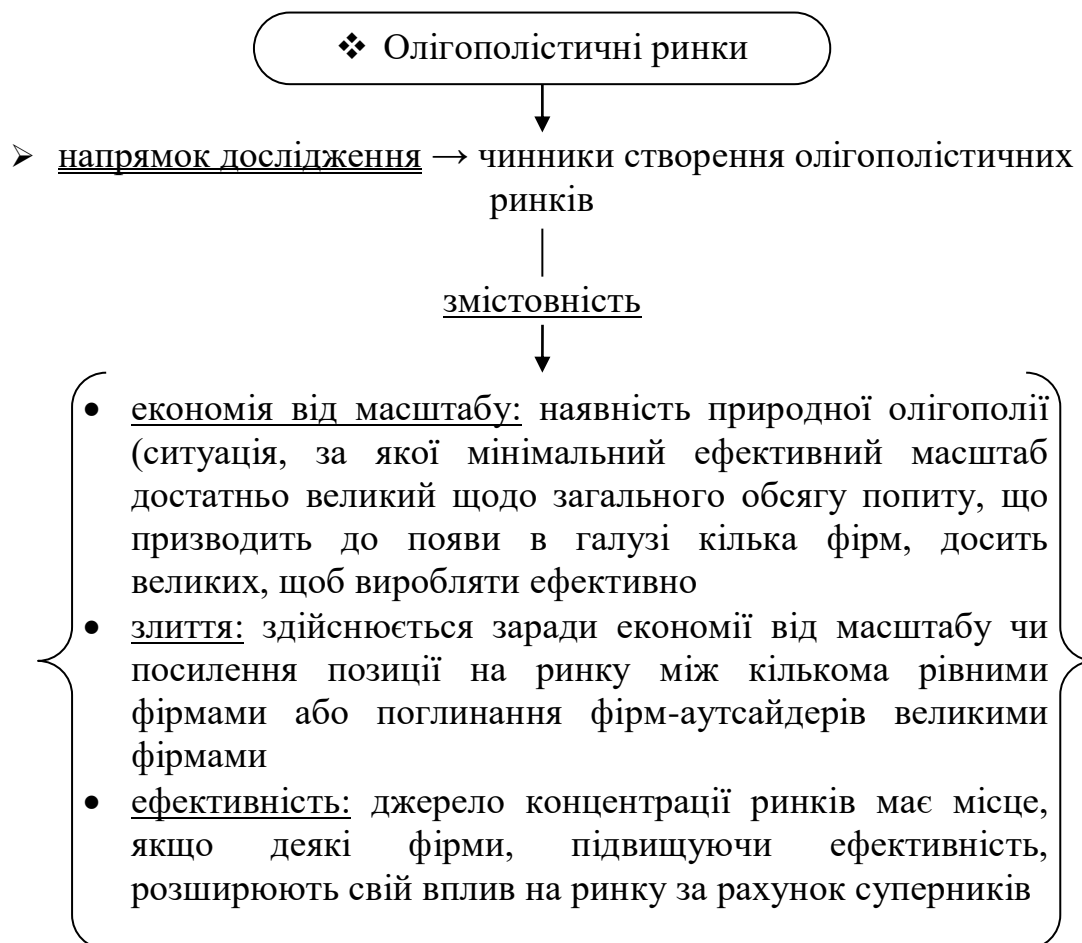 ❖ Олігополістичні ринки
➢ напрямок дослідження → чинники створення олігополістичних
ринків
змістовність
• економія від масштабу: наявність природної олігополії
(ситуація, за якої мінімальний ефективний масштаб
достатньо великий щодо загального обсягу попиту, що
призводить до появи в галузі кілька фірм, досить
великих, щоб виробляти ефективно
• злиття: здійснюється заради економії від масштабу чи
посилення позиції на ринку між кількома рівними
фірмами або поглинання фірм-аутсайдерів великими
фірмами
• ефективність: джерело концентрації ринків має місце,
якщо деякі фірми, підвищуючи ефективність,
розширюють свій вплив на ринку за рахунок суперників